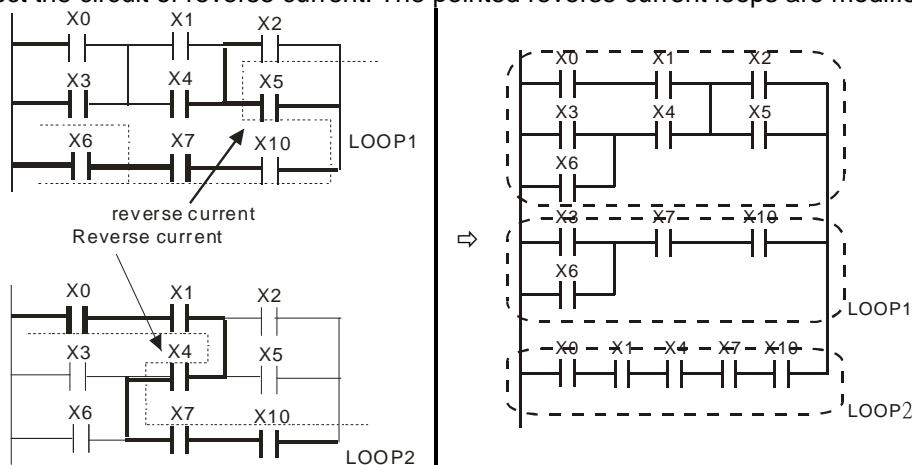 ect the circuit of reverse current. The pointed reverse current loops are modifie
X0 X1 X2
X3 X4 X5
X6 X7 X10
LOOP1
reverse current
Reverse current
X0 X1 X2
X3 X4 X5
X6 X7 X10
LOOP2
⇨
X0 X1 X2
X3 X4 X5
X6
X3 X7 X10
X6
LOOP1
X0 X1 X4 X7 X10
LOOP2